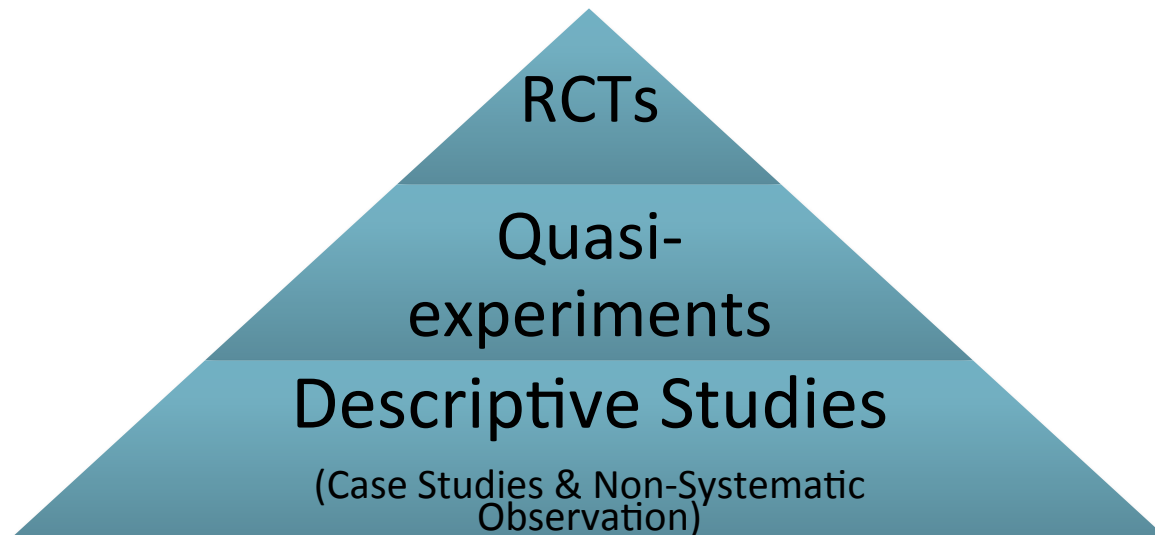 RCTs
Quasi-
experiments
Descriptive Studies
(Case Studies & Non-Systematic
Observation)